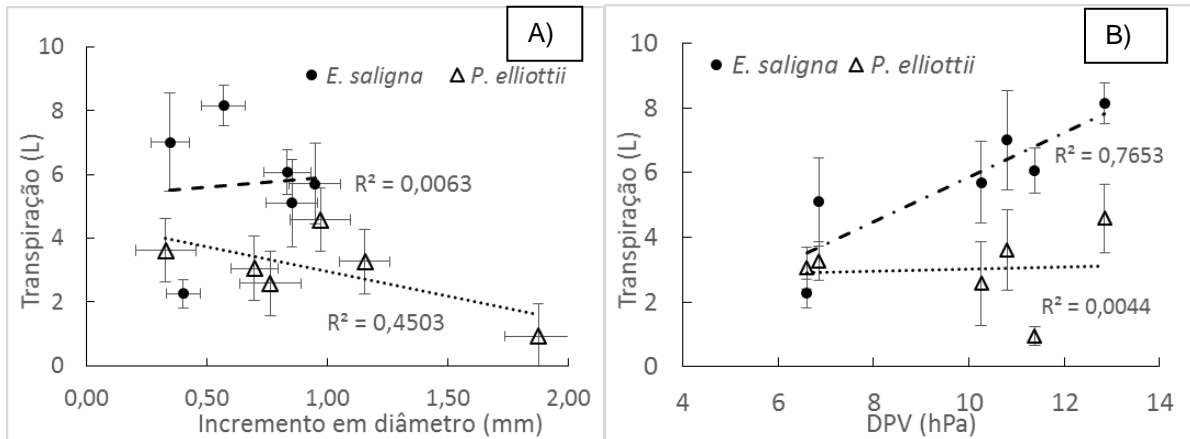 A)
10
8
6
4
2
0
Transpiração (L)
E. saligna P. elliottii
R² = 0,0063
R² = 0,4503
0,00 0,50 1,00 1,50 2,00
Incremento em diâmetro (mm)
B)
10
8
6
4
2
0
Transpiração (L)
E. saligna P. elliottii
R² = 0,7653
R² = 0,0044
4 6 8 10 12 14
DPV (hPa)